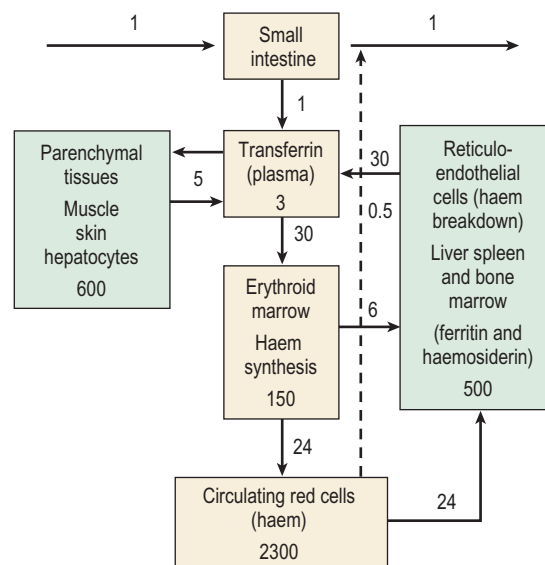 1
Small
intestine
1
1
Parenchymal
tissues
Muscle
skin
hepatocytes
600
5
Transferrin
(plasma)
3
30
30
0.5
Reticulo-
endothelial
cells (haem
breakdown)
Liver spleen
and bone
marrow
(ferritin and
haemosiderin)
500
Erythroid
marrow
Haem
synthesis
150
6
24
Circulating red cells
(haem)
2300
24